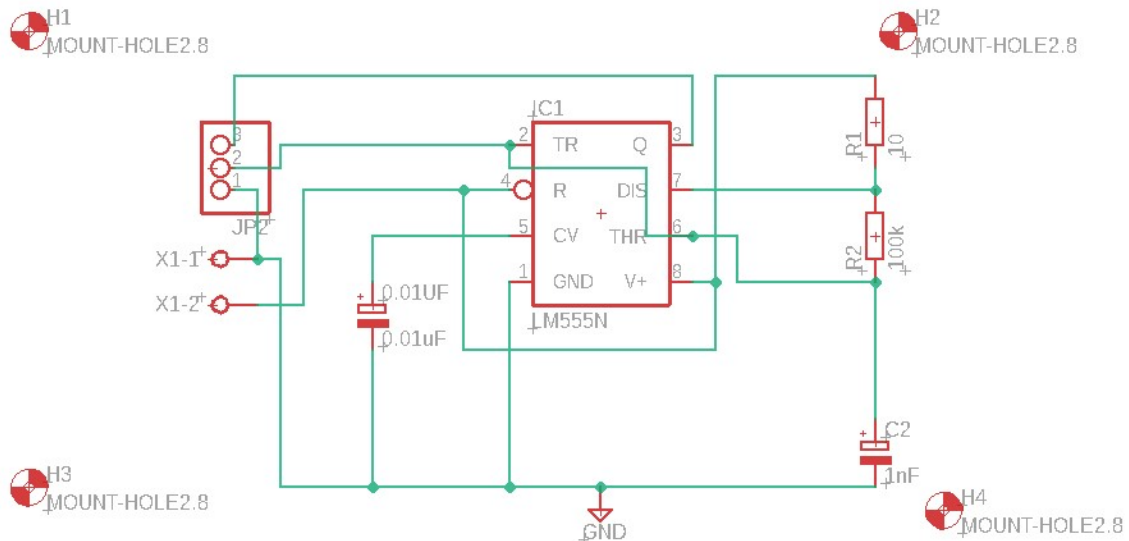 H1
MOUNT-HOLE2.8
H2
MOUNT-HOLE2.8
IC1
3
2
1
JP2
X1-1
X1-2
2
4
5
1
TR
R
CV
GND
Q
DIS
THR
V+
3
7
6
8
LM555N
R1
10
R2
100k
0.01UF
0.01uF
C2
1nF
H3
MOUNT-HOLE2.8
H4
MOUNT-HOLE2.8
GND